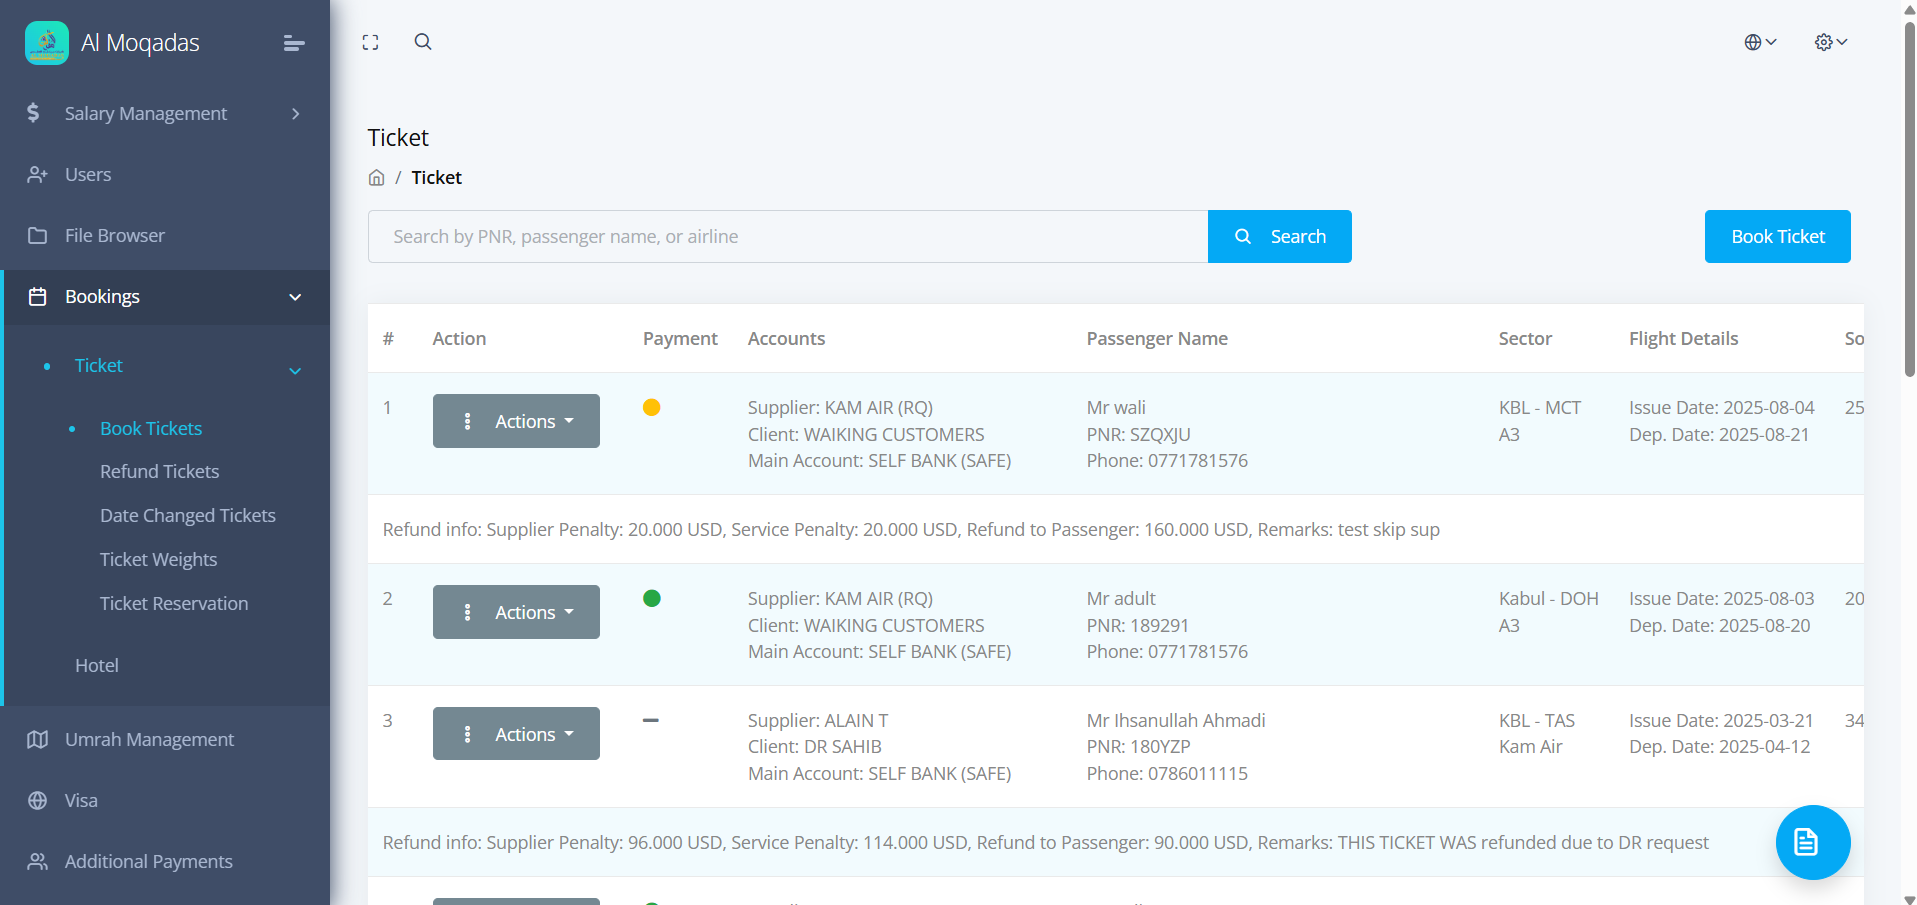 Al Moqadas
Salary Management
Users
File Browser
Bookings
Ticket
Book Tickets
Refund Tickets
Date Changed Tickets
Ticket Weights
Ticket Reservation
Hotel
Umrah Management
Visa
Additional Payments
Ticket
/ Ticket
Search by PNR, passenger name, or airline
Search
Book Ticket
# Action Payment Accounts Passenger Name Sector Flight Details So
1 Actions Supplier: KAM AIR (RQ) Mr wali KBL - MCT Issue Date: 2025-08-04 25
Client: WAIKING CUSTOMERS PNR: SZQXJU A3 Dep. Date: 2025-08-21
Main Account: SELF BANK (SAFE) Phone: 0771781576
Refund info: Supplier Penalty: 20.000 USD, Service Penalty: 20.000 USD, Refund to Passenger: 160.000 USD, Remarks: test skip sup
2 Actions Supplier: KAM AIR (RQ) Mr adult Kabul - DOH Issue Date: 2025-08-03 20
Client: WAIKING CUSTOMERS PNR: 189291 A3 Dep. Date: 2025-08-20
Main Account: SELF BANK (SAFE) Phone: 0771781576
3 Actions Supplier: ALAIN T Mr Ihsanullah Ahmadi KBL - TAS Issue Date: 2025-03-21 34
Client: DR SAHIB PNR: 180YZP Kam Air Dep. Date: 2025-04-12
Main Account: SELF BANK (SAFE) Phone: 0786011115
Refund info: Supplier Penalty: 96.000 USD, Service Penalty: 114.000 USD, Refund to Passenger: 90.000 USD, Remarks: THIS TICKET WAS refunded due to DR request